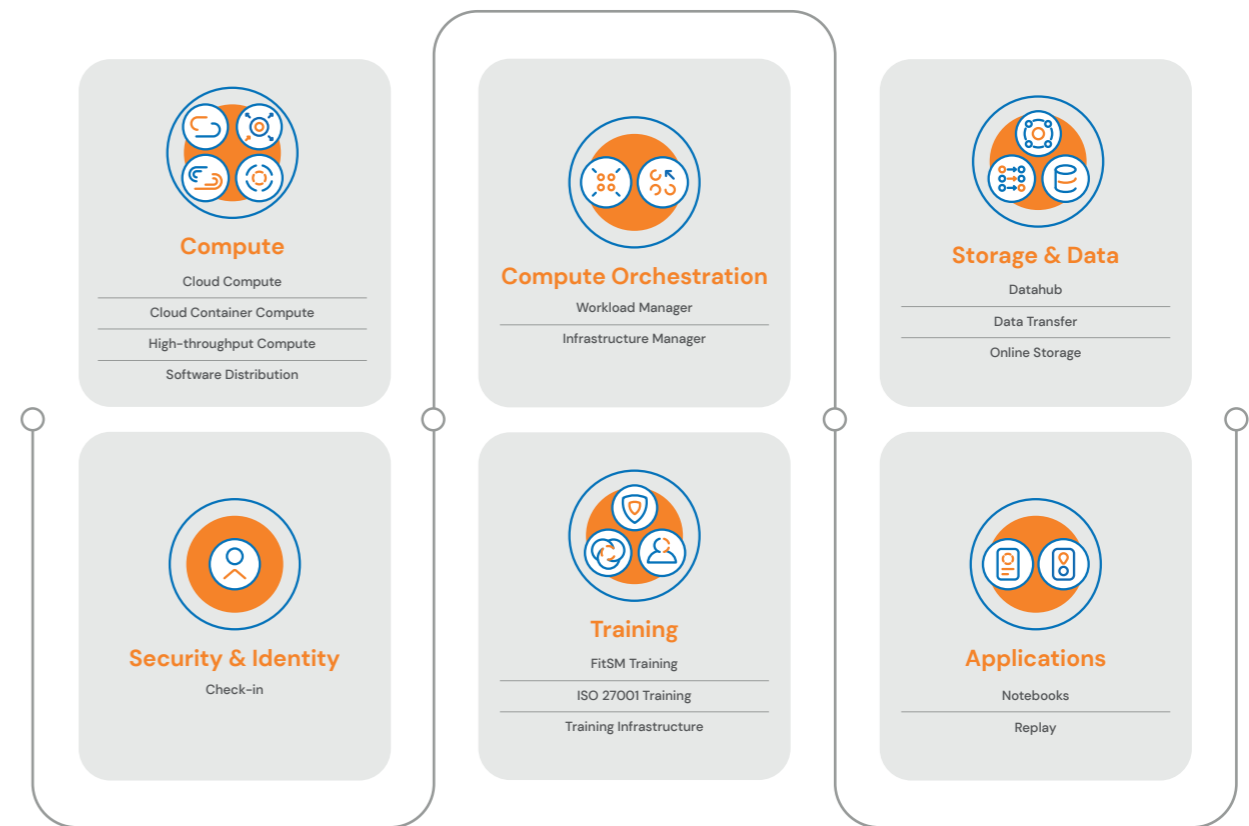 Compute
Cloud Compute
Cloud Container Compute
High-throughput Compute
Software Distribution
Compute Orchestration
Workload Manager
Infrastructure Manager
Storage & Data
Datahub
Data Transfer
Online Storage
Security & Identity
Check-in
Training
FitSM Training
ISO 27001 Training
Training Infrastructure
Applications
Notebooks
Replay